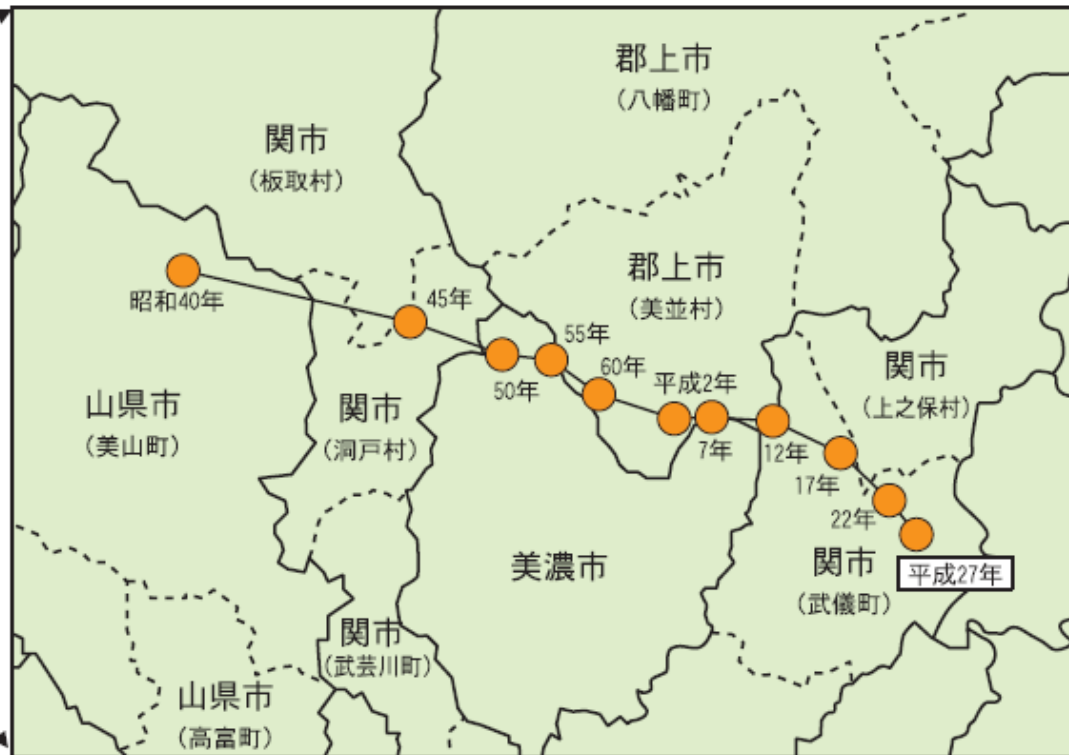 郡上市
(八幡町)
関市
(板取村)
郡上市
(美並村)
昭和40年
45年
50年
55年
60年
平成2年
7年
12年
17年
22年
平成27年
関市
(上之保村)
山県市
(美山町)
関市
(洞戸村)
美濃市
関市
(武儀町)
関市
(武芸川町)
山県市
(高富町)